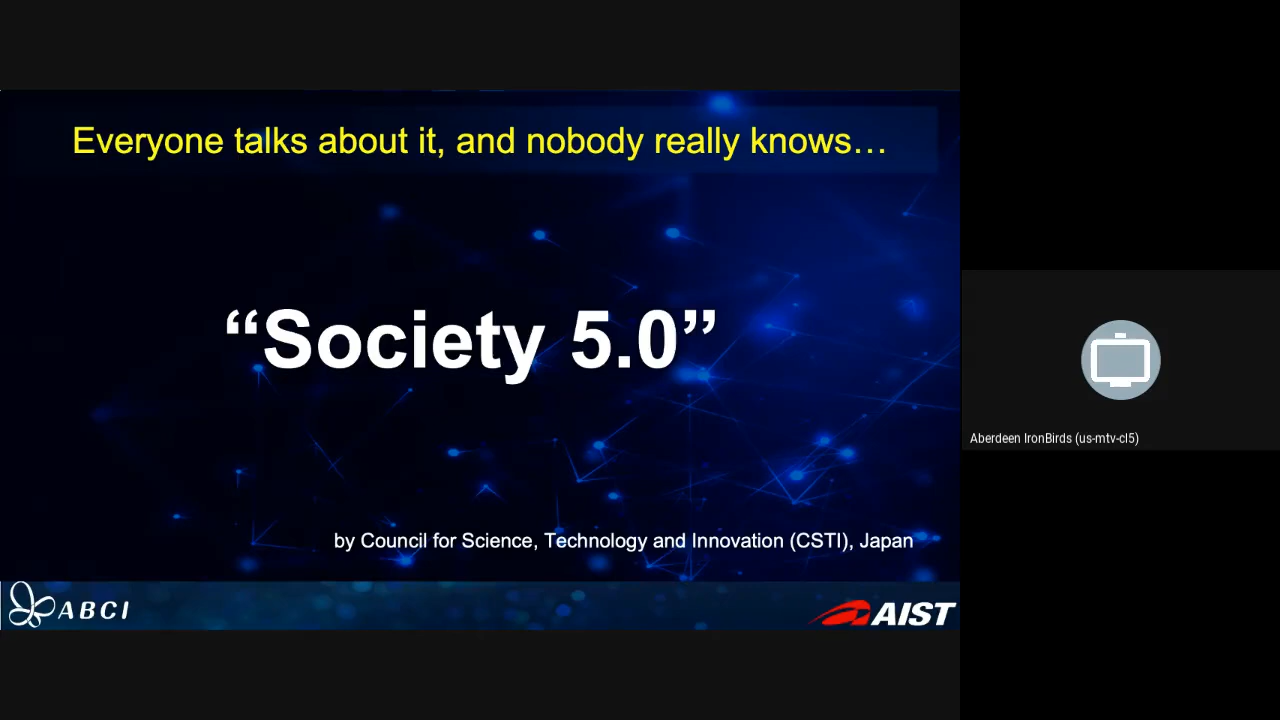 Everyone talks about it, and nobody really knows…
“Society 5.0”
by Council for Science, Technology and Innovation (CSTI), Japan
ABCI
AIST
Aberdeen IronBirds (us-mtv-cl5)